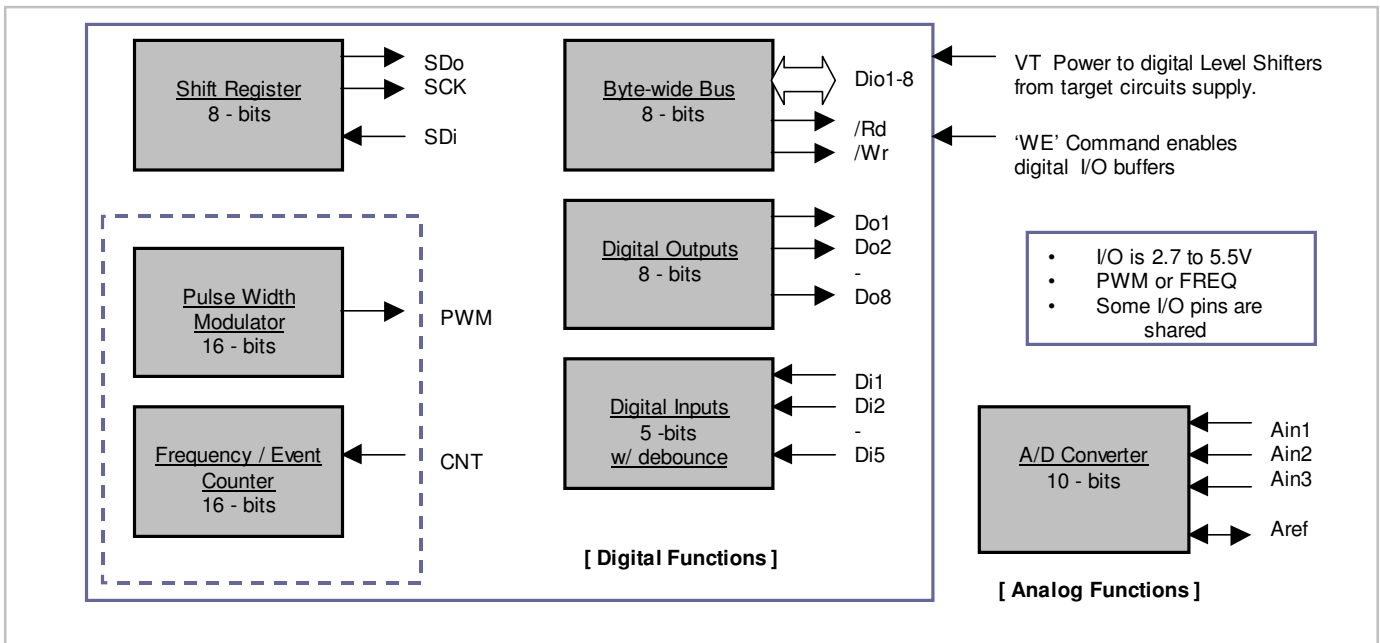 Shift Register
8 - bits
SDo
SCK
SDi
Pulse Width
Modulator
16 - bits
PWM
Frequency / Event
Counter
16 - bits
CNT
Byte-wide Bus
8 - bits
Dio1-8
/Rd
/Wr
Digital Outputs
8 - bits
Do1
Do2
-
Do8
Digital Inputs
5 -bits
w/ debounce
Di1
Di2
-
Di5
[ Digital Functions ]
VT Power to digital Level Shifters
from target circuits supply.
‘WE’ Command enables
digital I/O buffers
• I/O is 2.7 to 5.5V
• PWM or FREQ
• Some I/O pins are
shared
A/D Converter
10 - bits
Ain1
Ain2
Ain3
Aref
[ Analog Functions ]